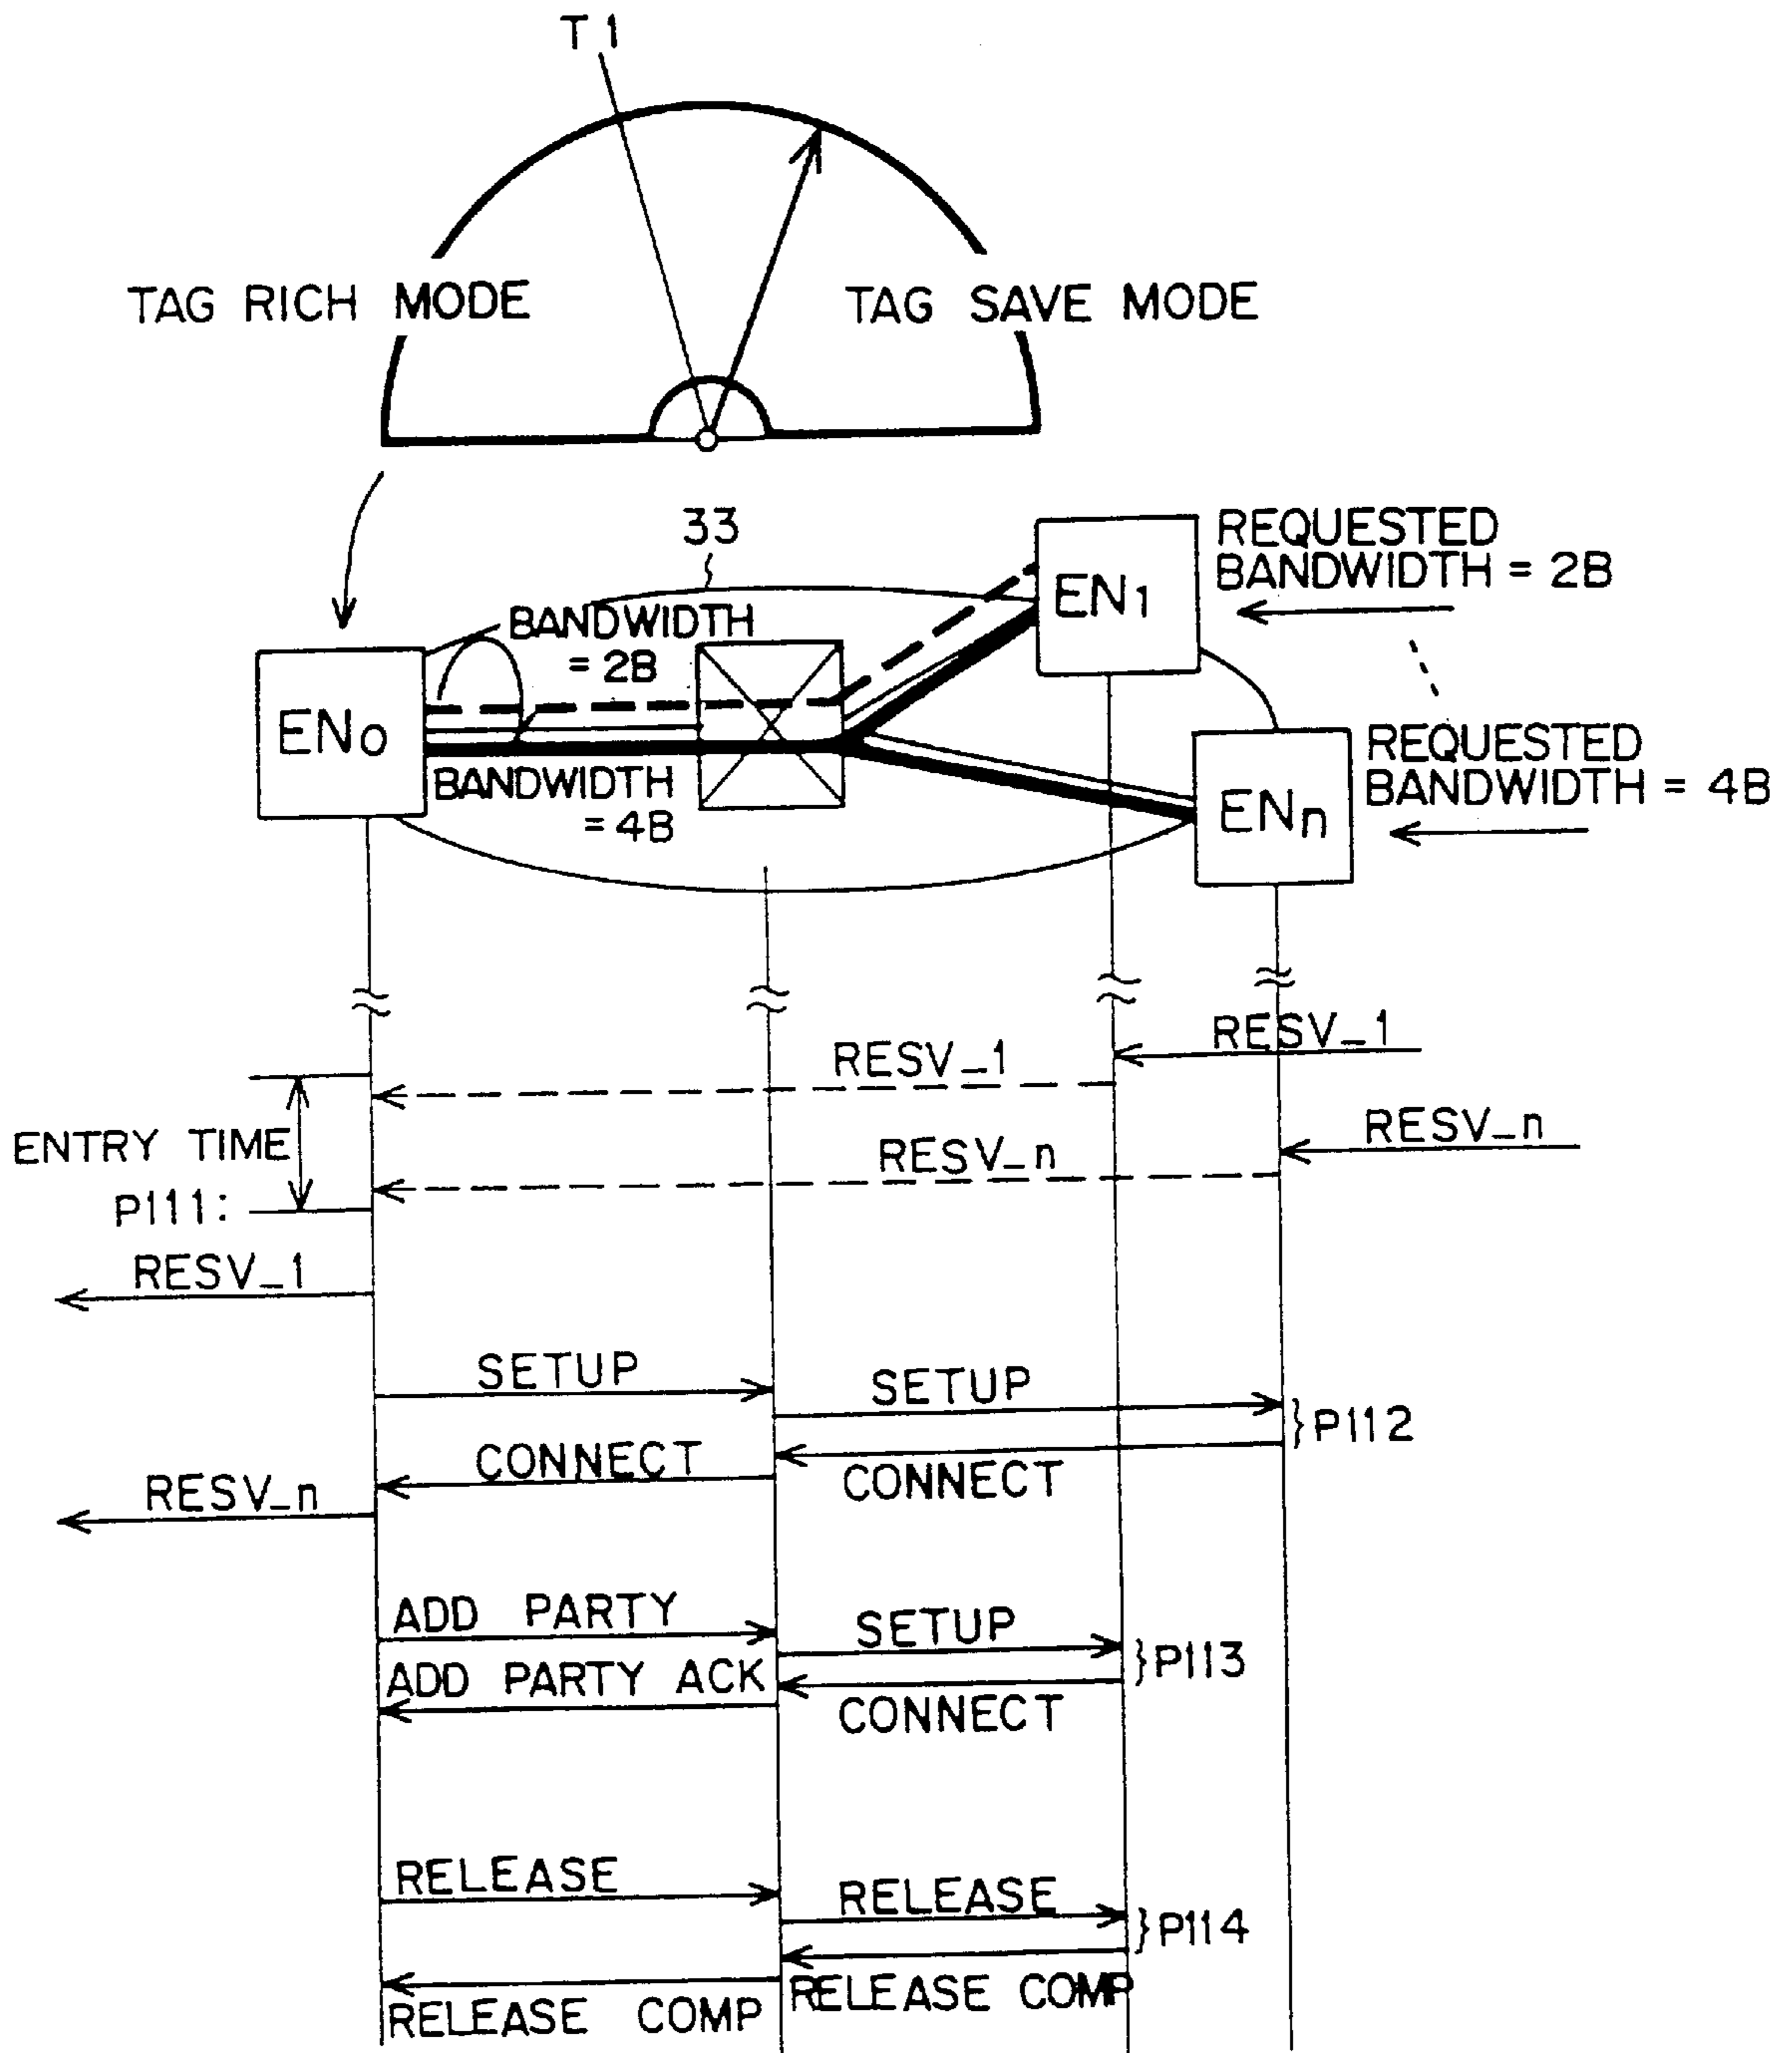 T1
TAG RICH MODE
TAG SAVE MODE
33
REQUESTED
BANDWIDTH = 2B
EN1
BANDWIDTH
= 2B
EN0
REQUESTED
BANDWIDTH = 4B
BANDWIDTH
= 4B
ENn
RESV_1
RESV_1
RESV_n
ENTRY TIME
RESV_n
P111:
RESV_1
SETUP
SETUP
P112
CONNECT
CONNECT
RESV_n
ADD PARTY
SETUP
P113
ADD PARTY ACK
CONNECT
RELEASE
RELEASE
P114
RELEASE COMP
RELEASE COMP